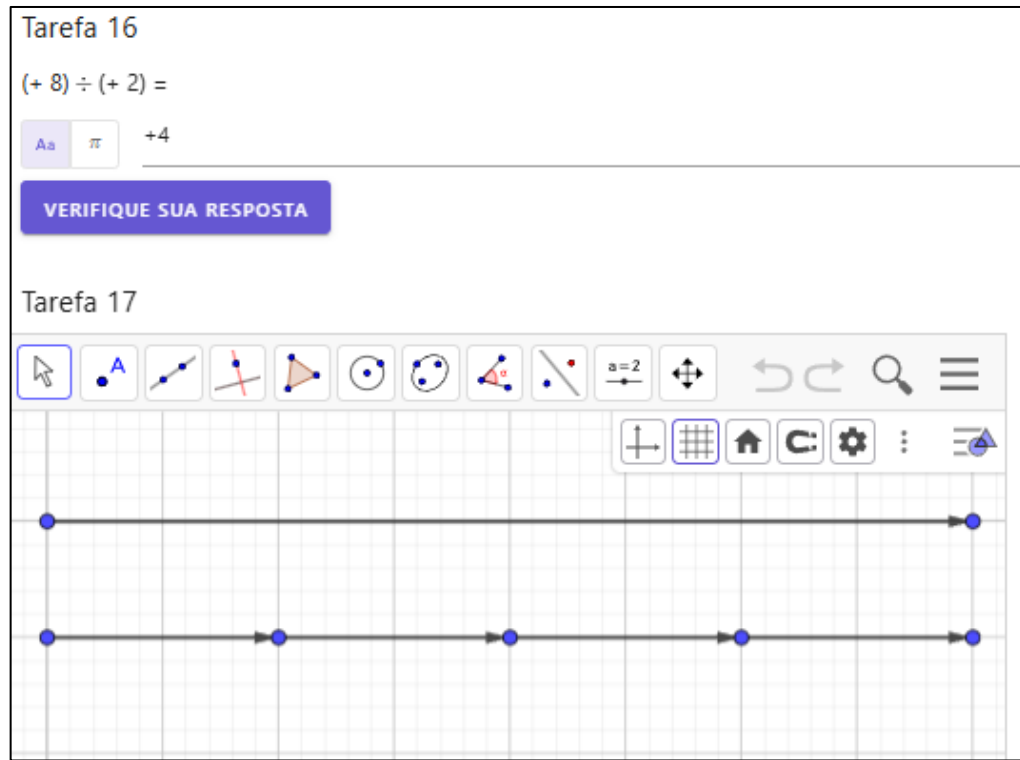 Tarefa 16
(+ 8) ÷ (+ 2) =
Aa π +4
VERIFIQUE SUA RESPOSTA
Tarefa 17
A α a=2